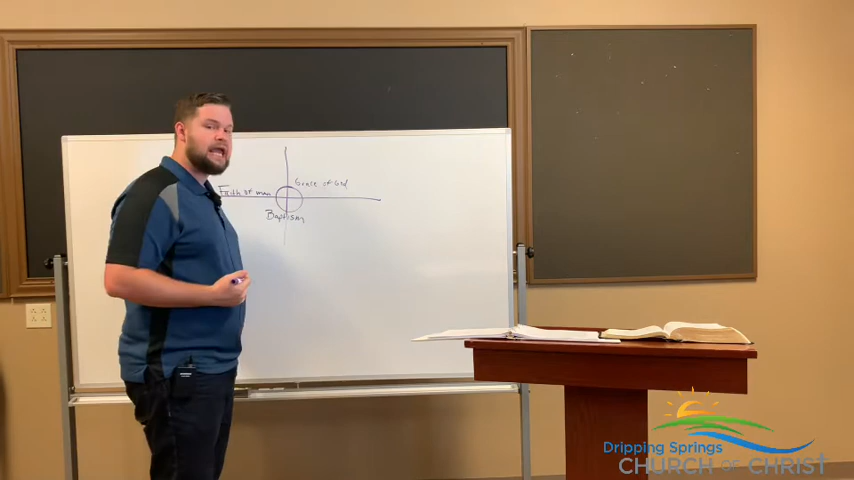 Grace of God
Faith of man
Baptism
Dripping Springs
CHURCH OF CHRIST